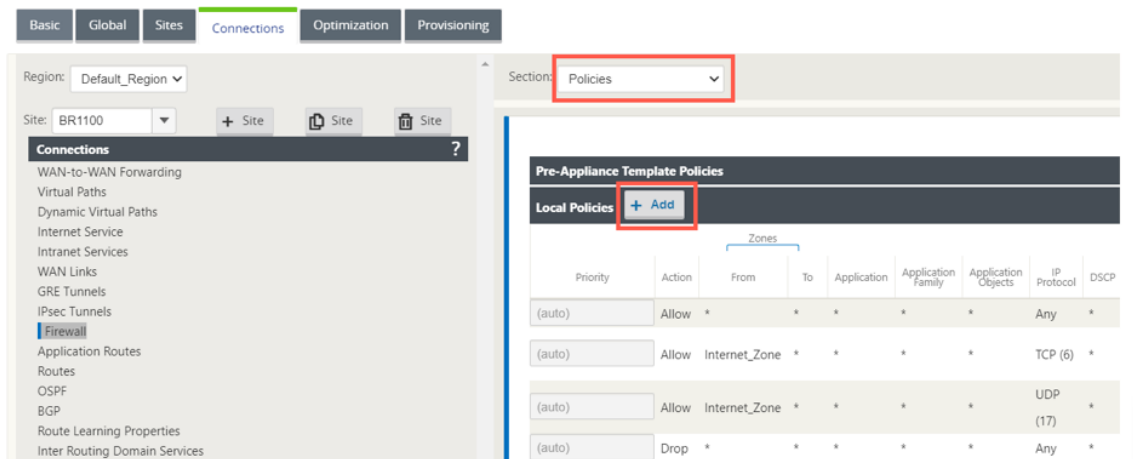 Basic Global Sites Connections Optimization Provisioning
Region: Default_Region
Section: Policies
Site: BR1100 + Site Site Site
Connections ?
WAN-to-WAN Forwarding
Virtual Paths
Dynamic Virtual Paths
Internet Service
Intranet Services
WAN Links
GRE Tunnels
IPsec Tunnels
Firewall
Application Routes
Routes
OSPF
BGP
Route Learning Properties
Inter Routing Domain Services
Pre-Appliance Template Policies
Local Policies + Add
Zones
Priority Action From To Application Application Family Application Objects IP Protocol DSCP
(auto) Allow * * * * * Any *
(auto) Allow Internet_Zone * * * * TCP (6) *
(auto) Allow Internet_Zone * * * * UDP (17) *
(auto) Drop * * * * * Any *